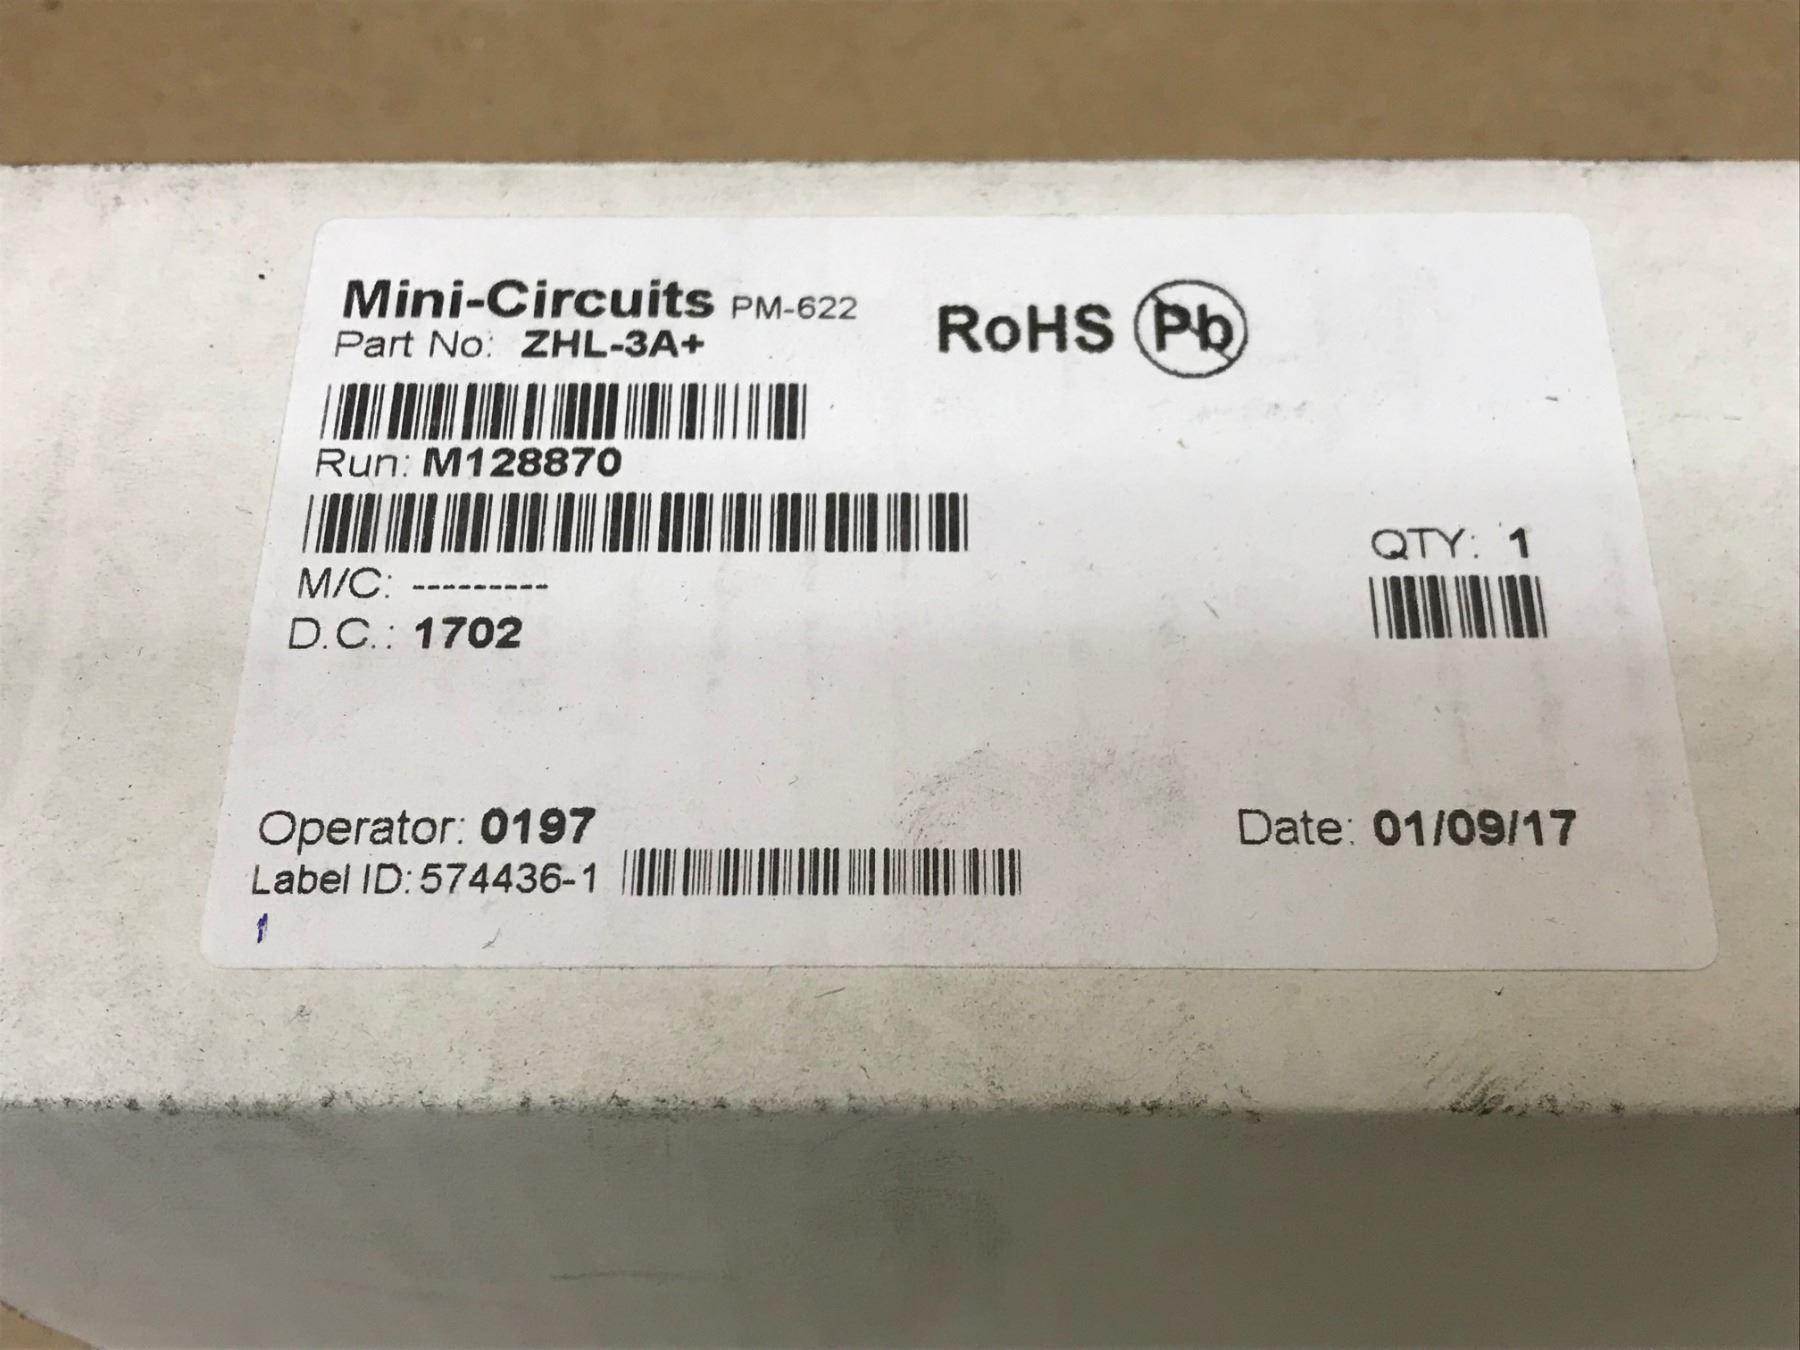 Mini-Circuits PM-622
RoHS Pb
Part No: ZHL-3A+
Run: M128870
QTY: 1
M/C: ---------
D.C.: 1702
Operator: 0197
Date: 01/09/17
Label ID: 574436-1
1